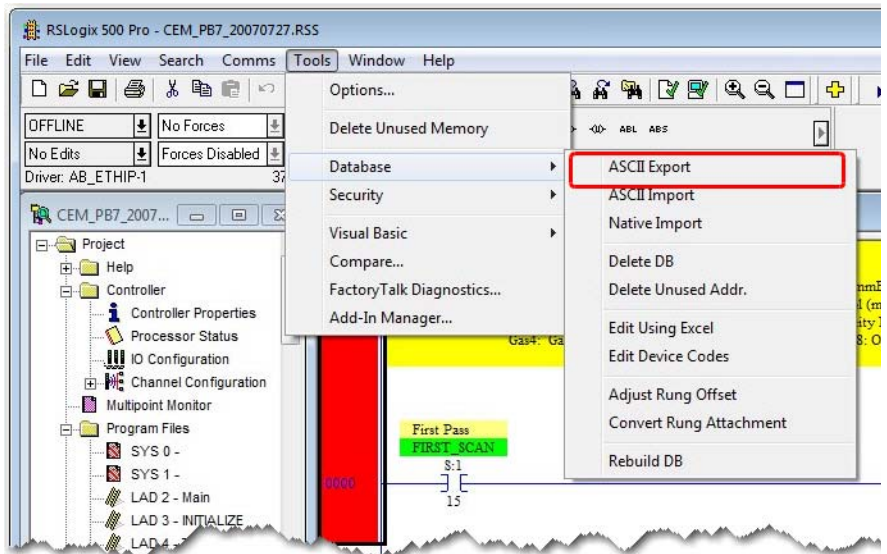 RSLogix 500 Pro - CEM_PB7_20070727.RSS
File Edit View Search Comms Tools Window Help
OFFLINE No Forces
No Edits Forces Disabled
Driver: AB_ETHIP-1 37
ABL ABS
Options...
Delete Unused Memory
Database
Security
Visual Basic
Compare...
FactoryTalk Diagnostics...
Add-In Manager...
ASCII Export
ASCII Import
Native Import
Delete DB
Delete Unused Addr.
Edit Using Excel
Edit Device Codes
Adjust Rung Offset
Convert Rung Attachment
Rebuild DB
CEM_PB7_2007...
Project
Help
Controller
Controller Properties
Processor Status
IO Configuration
Channel Configuration
Multipoint Monitor
Program Files
SYS 0 -
SYS 1 -
LAD 2 - Main
LAD 3 - INITIALIZE
LAD 4 -
Gas4:
First Pass
FIRST_SCAN
S:1
15
0000